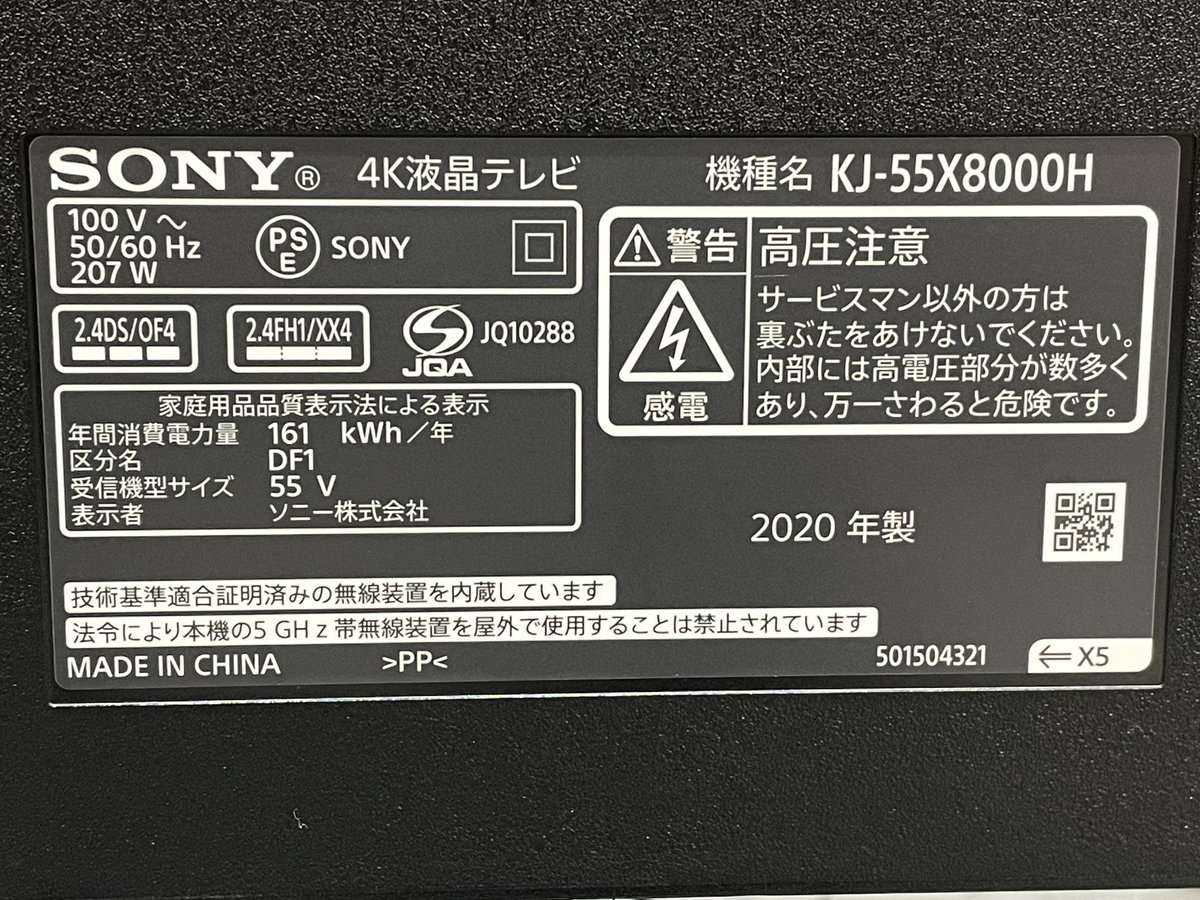 SONY® 4K液晶テレビ
機種名 KJ-55X8000H
100 V ～
50/60 Hz
207 W
PS
E
SONY
2.4DS/OF4
2.4FH1/XX4
JQA
JQ10288
家庭用品品質表示法による表示
年間消費電力量 161 kWh／年
区分名 DF1
受信機型サイズ 55 V
表示者 ソニー株式会社
警告
感電
高圧注意
サービスマン以外の方は
裏ぶたをあけないでください。
内部には高電圧部分が数多く
あり、万一さわると危険です。
2020 年製
技術基準適合証明済みの無線装置を内蔵しています
法令により本機の5 GHz帯無線装置を屋外で使用することは禁止されています
MADE IN CHINA >PP<
501504321
⇐ X5